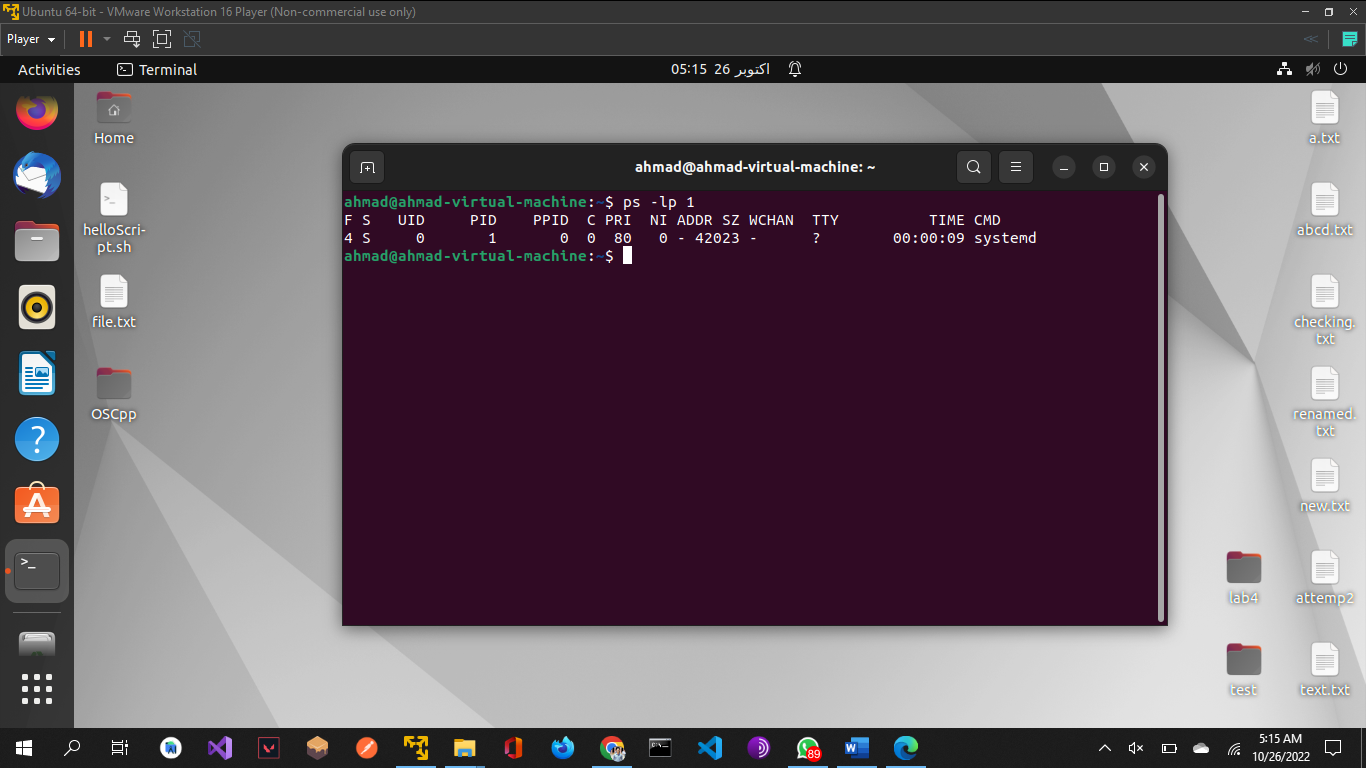 Ubuntu 64-bit - VMware Workstation 16 Player (Non-commercial use only)
Player
Activities
Terminal
اکتوبر 26 05:15
Home
helloScri-
pt.sh
file.txt
OSCpp
ahmad@ahmad-virtual-machine: ~
ahmad@ahmad-virtual-machine:~$ ps -lp 1
F S   UID     PID    PPID  C PRI  NI ADDR SZ WCHAN  TTY          TIME CMD
4 S     0       1       0  0  80   0 - 42023 -      ?        00:00:09 systemd
ahmad@ahmad-virtual-machine:~$
a.txt
abcd.txt
checking.
txt
renamed.
txt
new.txt
lab4
attemp2
test
text.txt
89
5:15 AM
10/26/2022